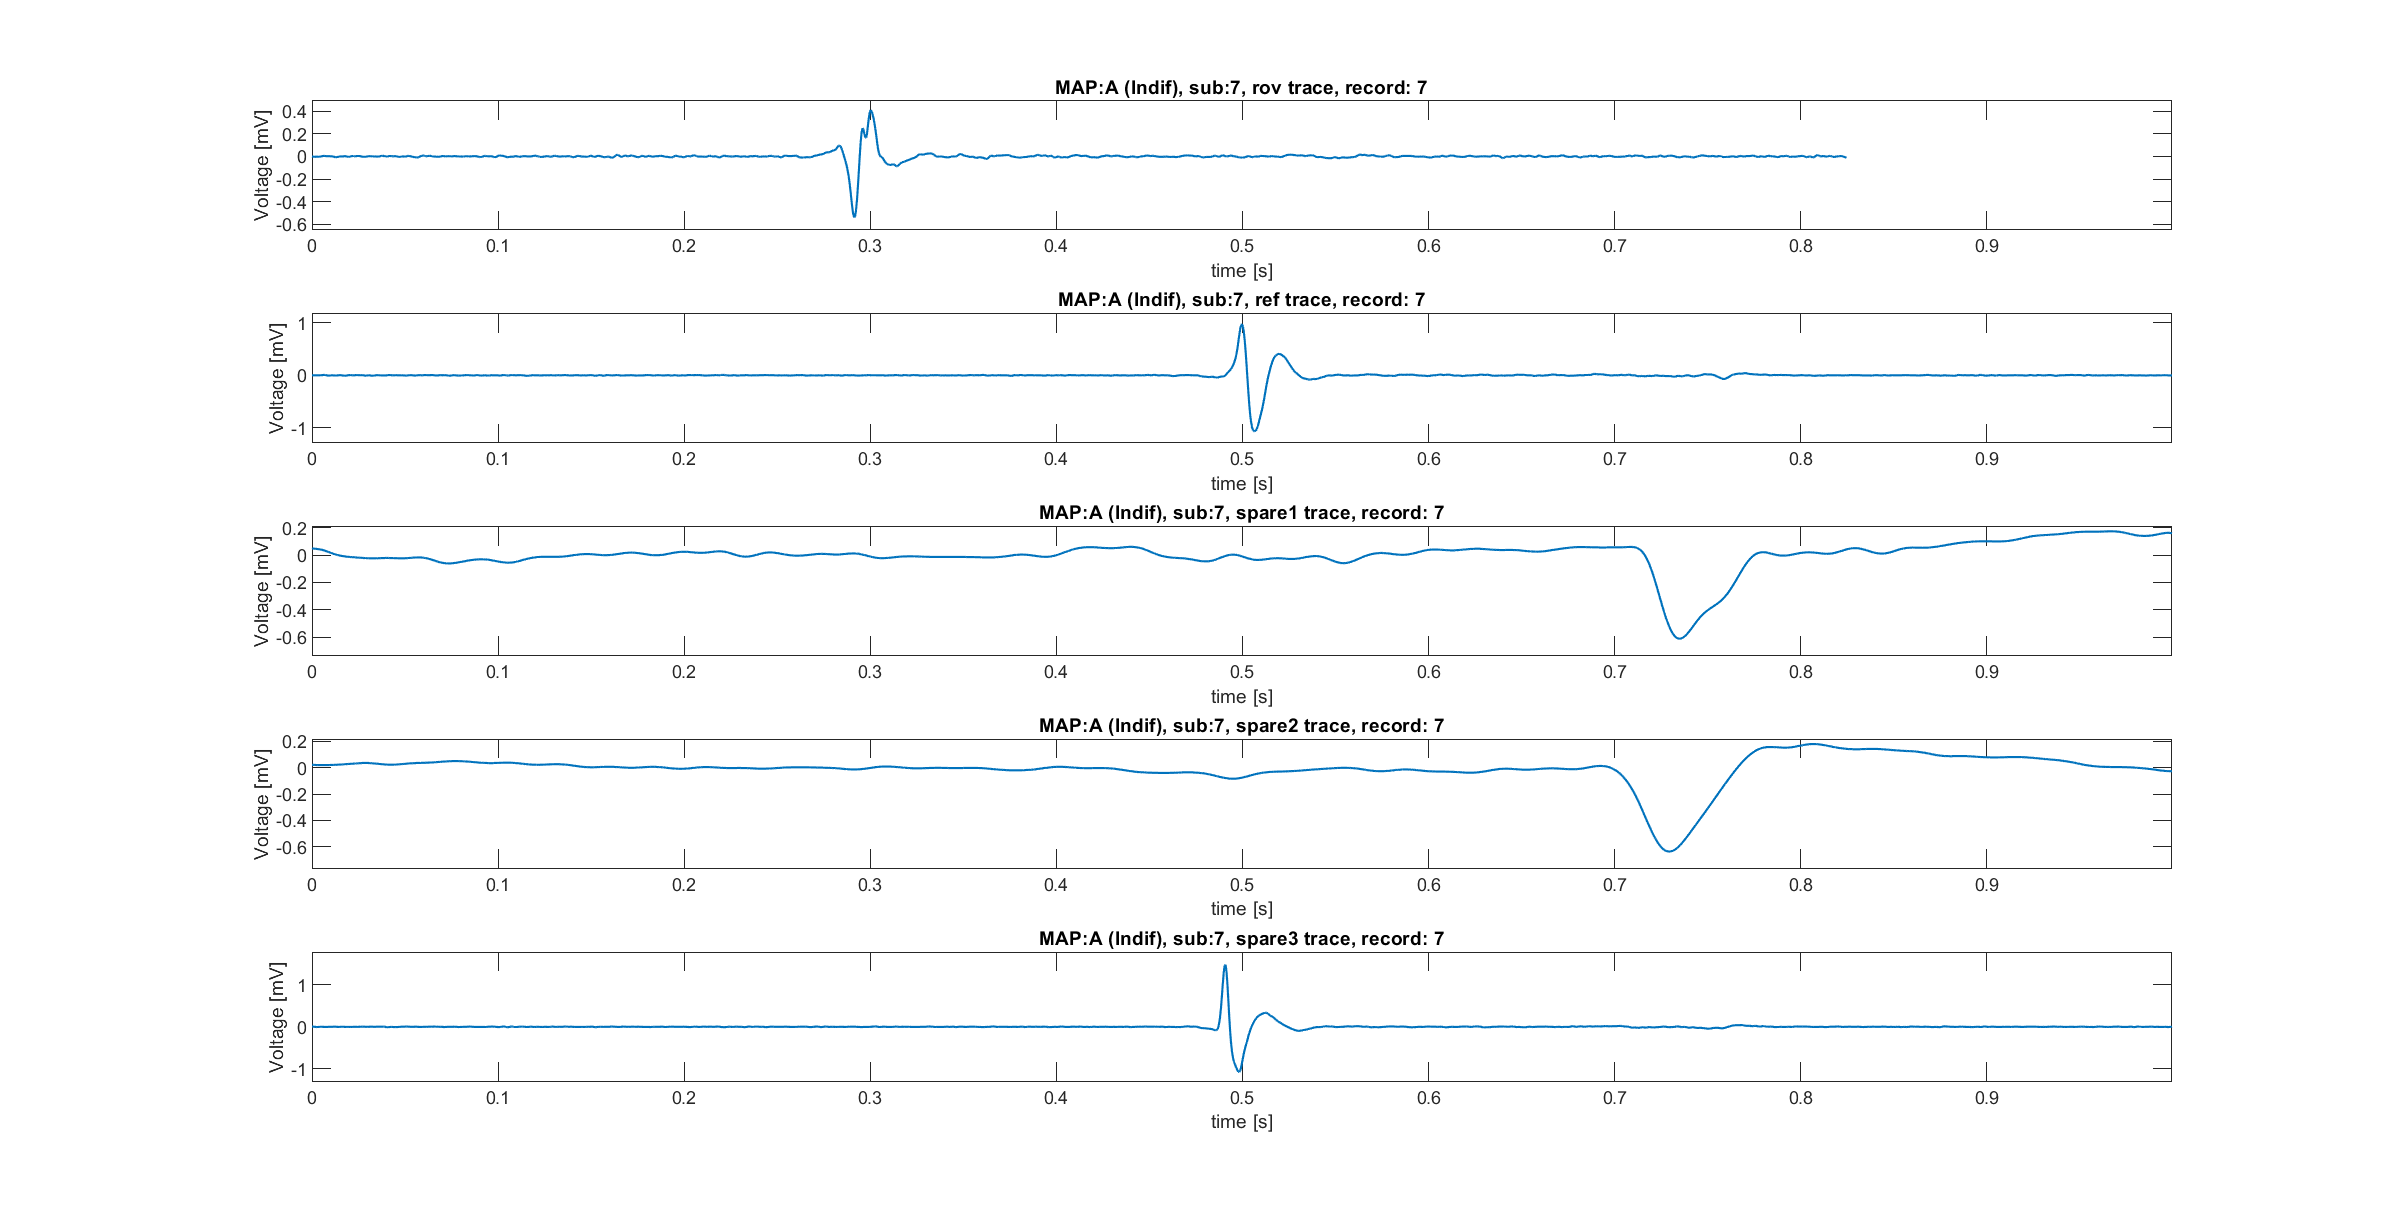 MAP:A (Indif), sub:7, rov trace, record: 7
Voltage [mV]
0.4
0.2
0
-0.2
-0.4
-0.6
0 0.1 0.2 0.3 0.4 0.5 0.6 0.7 0.8 0.9
time [s]
MAP:A (Indif), sub:7, ref trace, record: 7
Voltage [mV]
1
0
-1
0 0.1 0.2 0.3 0.4 0.5 0.6 0.7 0.8 0.9
time [s]
MAP:A (Indif), sub:7, spare1 trace, record: 7
Voltage [mV]
0.2
0
-0.2
-0.4
-0.6
0 0.1 0.2 0.3 0.4 0.5 0.6 0.7 0.8 0.9
time [s]
MAP:A (Indif), sub:7, spare2 trace, record: 7
Voltage [mV]
0.2
0
-0.2
-0.4
-0.6
0 0.1 0.2 0.3 0.4 0.5 0.6 0.7 0.8 0.9
time [s]
MAP:A (Indif), sub:7, spare3 trace, record: 7
Voltage [mV]
1
0
-1
0 0.1 0.2 0.3 0.4 0.5 0.6 0.7 0.8 0.9
time [s]